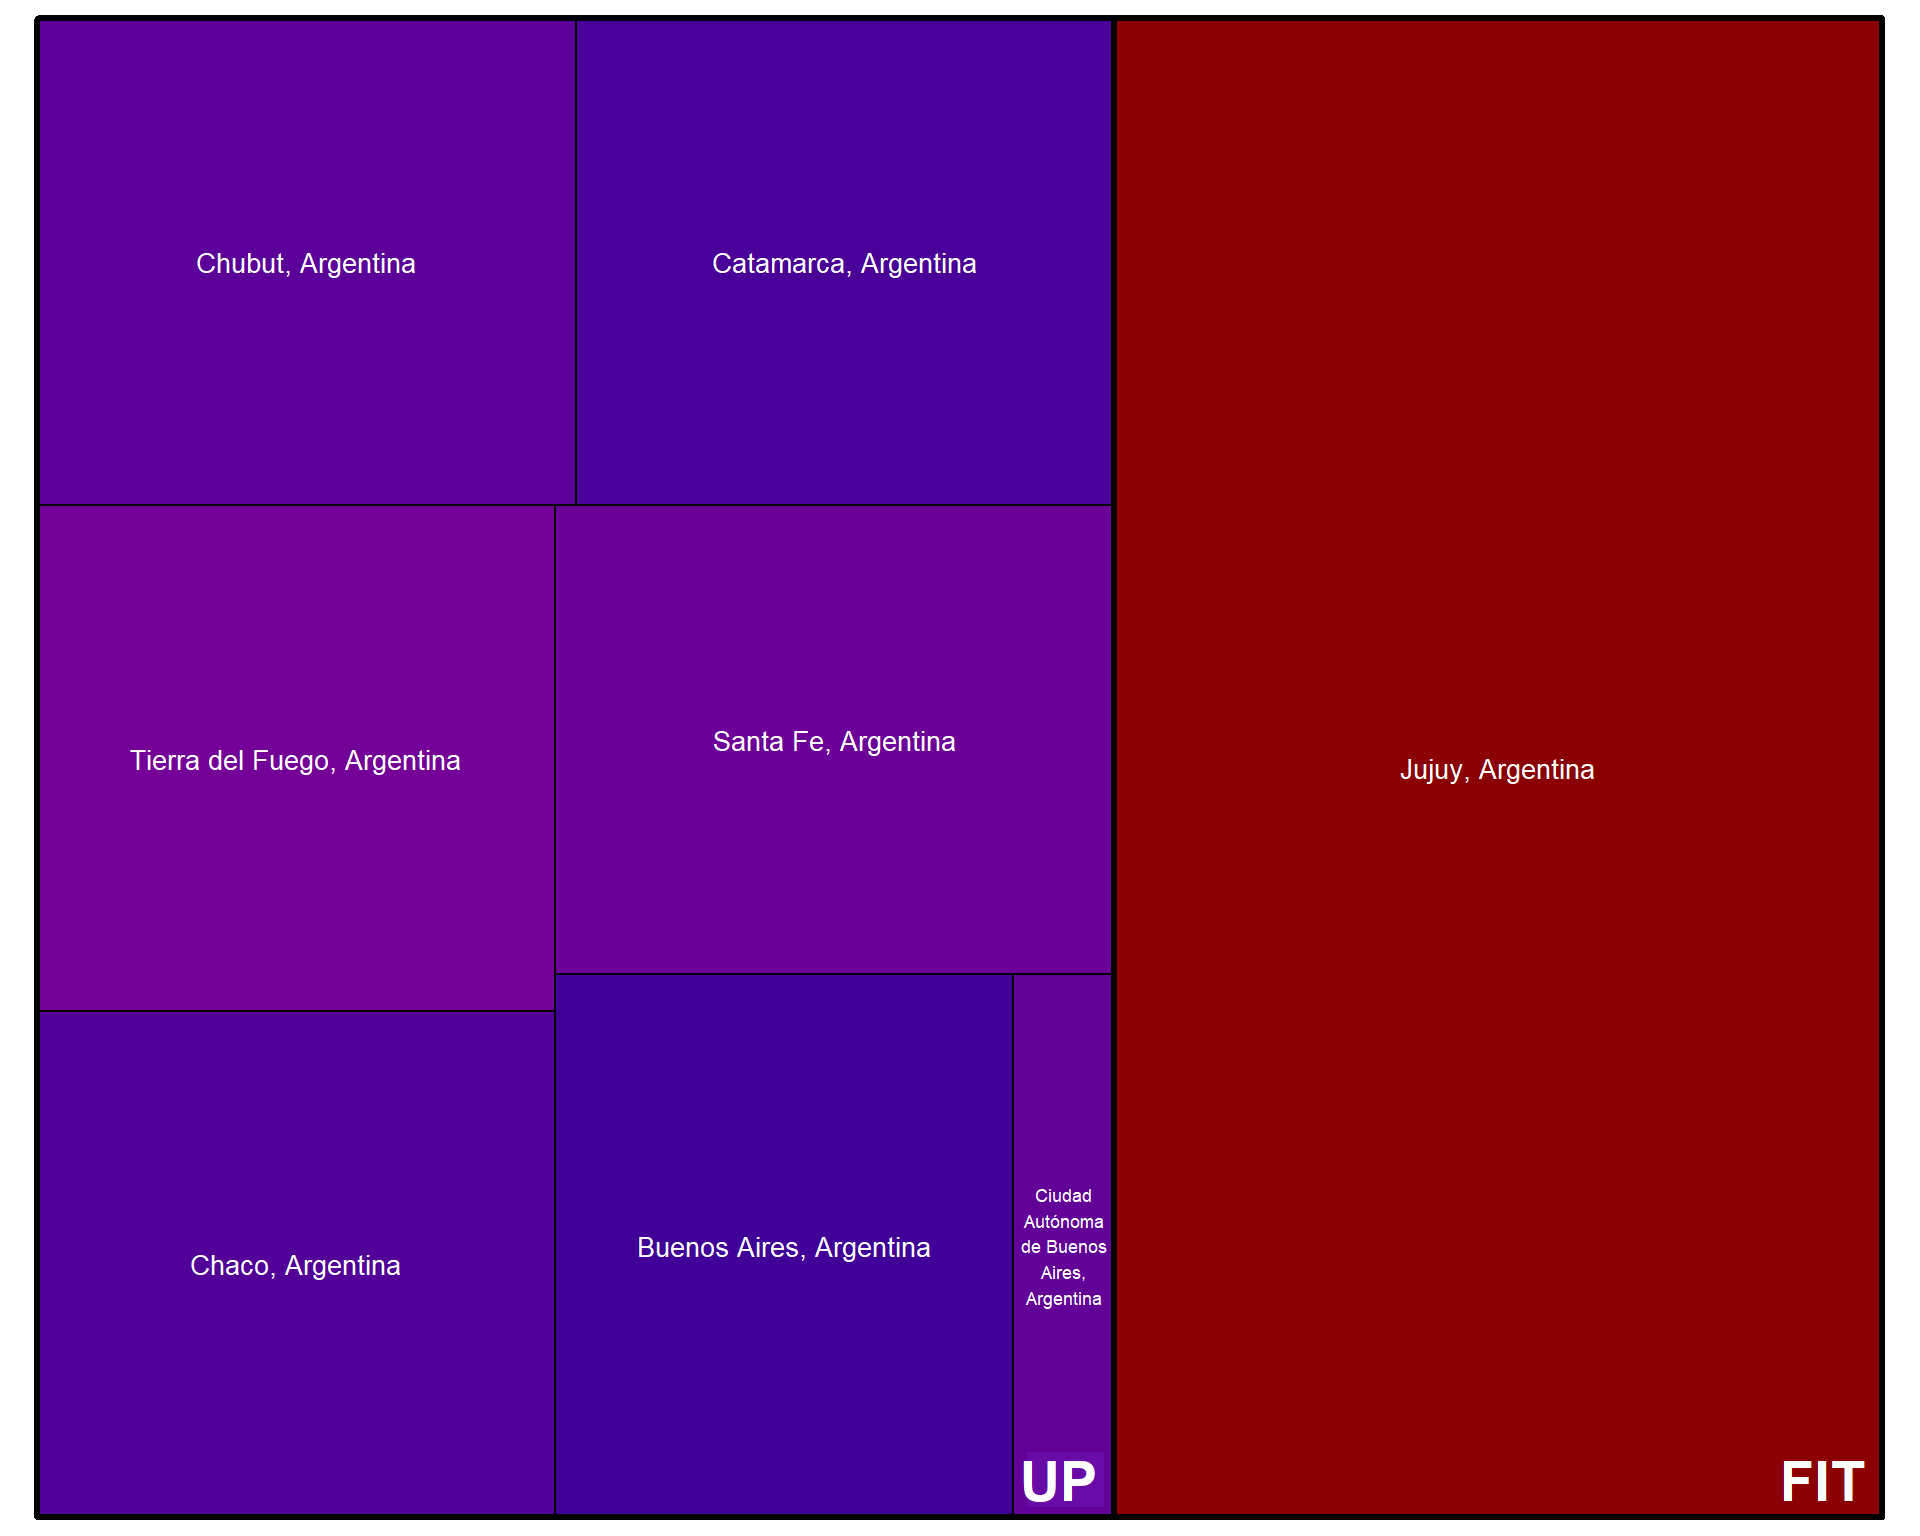 Chubut, Argentina
Catamarca, Argentina
Tierra del Fuego, Argentina
Santa Fe, Argentina
Jujuy, Argentina
Chaco, Argentina
Buenos Aires, Argentina
Ciudad
Autónoma
de Buenos
Aires,
Argentina
UP
FIT